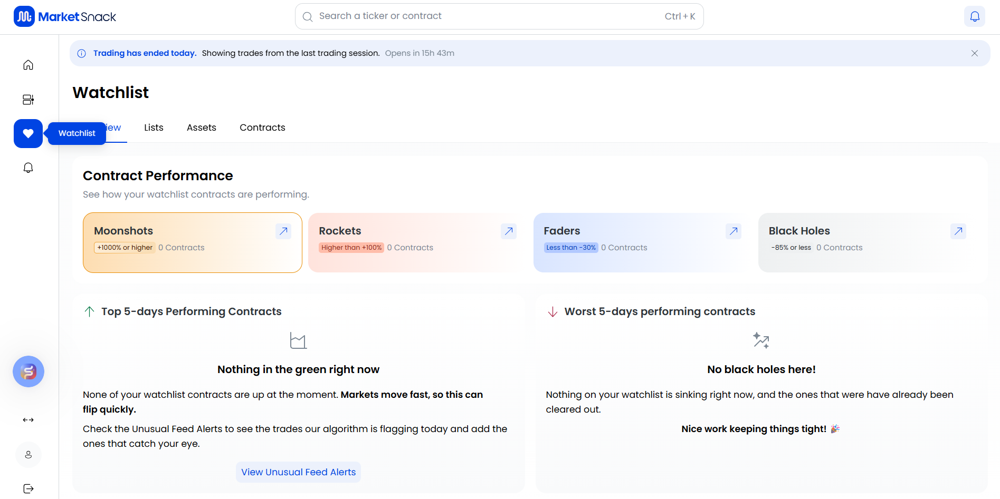 MarketSnack
Search a ticker or contract
Ctrl + K
Trading has ended today. Showing trades from the last trading session. Opens in 15h 43m
Watchlist
Watchlist
iew
Lists
Assets
Contracts
Contract Performance
See how your watchlist contracts are performing.
Moonshots
+1000% or higher 0 Contracts
Rockets
Higher than +100% 0 Contracts
Faders
Less than -30% 0 Contracts
Black Holes
-85% or less 0 Contracts
Top 5-days Performing Contracts
Nothing in the green right now
None of your watchlist contracts are up at the moment. Markets move fast, so this can
flip quickly.
Check the Unusual Feed Alerts to see the trades our algorithm is flagging today and add the
ones that catch your eye.
View Unusual Feed Alerts
Worst 5-days performing contracts
No black holes here!
Nothing on your watchlist is sinking right now, and the ones that were have already been
cleared out.
Nice work keeping things tight! 🎉